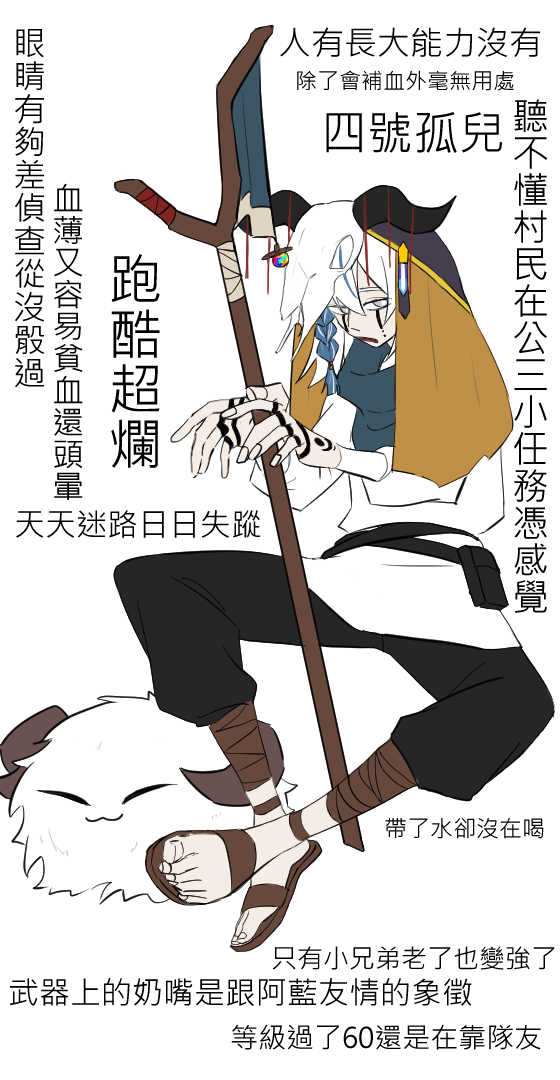 眼睛有夠差偵查從沒骰過
人有長大能力沒有
除了會補血外毫無用處
四號孤兒
聽不懂村民在公三小任務憑感覺
血薄又容易貧血還頭暈
跑酷超爛
天天迷路日日失蹤
帶了水卻沒在喝
只有小兄弟老了也變強了
武器上的奶嘴是跟阿藍友情的象徵
等級過了60還是在靠隊友